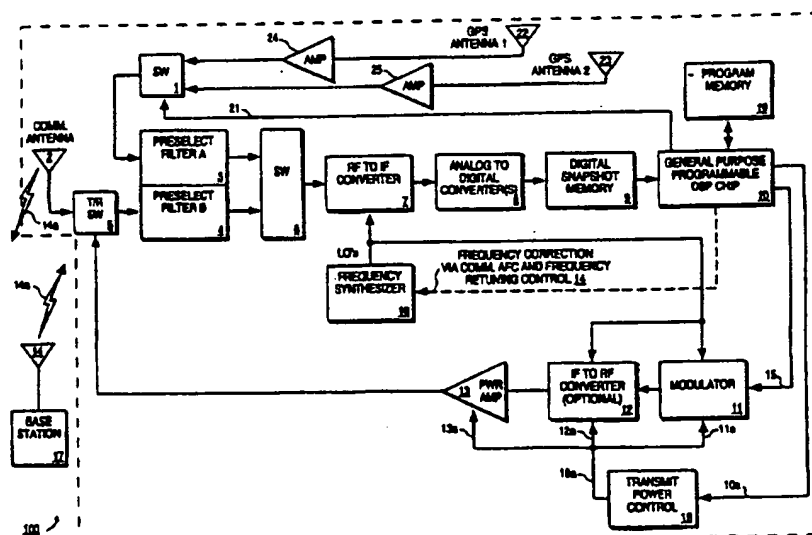 GPS
ANTENNA 1
22
24
AMP
GPS
ANTENNA 2
23
25
AMP
SW
1
21
PROGRAM
MEMORY
19
COMM.
ANTENNA
2
14a
T/R
SW
5
PRESELECT
FILTER A
3
PRESELECT
FILTER B
4
SW
6
RF TO IF
CONVERTER
7
ANALOG TO
DIGITAL
CONVERTER(S)
8
DIGITAL
SNAPSHOT
MEMORY
9
GENERAL PURPOSE
PROGRAMMABLE
DSP CHIP
10
LO's
FREQUENCY CORRECTION
VIA COMM. AFC AND FREQUENCY
RETUNING CONTROL 14
FREQUENCY
SYNTHESIZER
16
14a
14
BASE
STATION
17
13
PWR
AMP
13a
IF TO RF
CONVERTER
(OPTIONAL)
12
12a
MODULATOR
11
11a
15
18a
TRANSMIT
POWER
CONTROL
18
10a
100